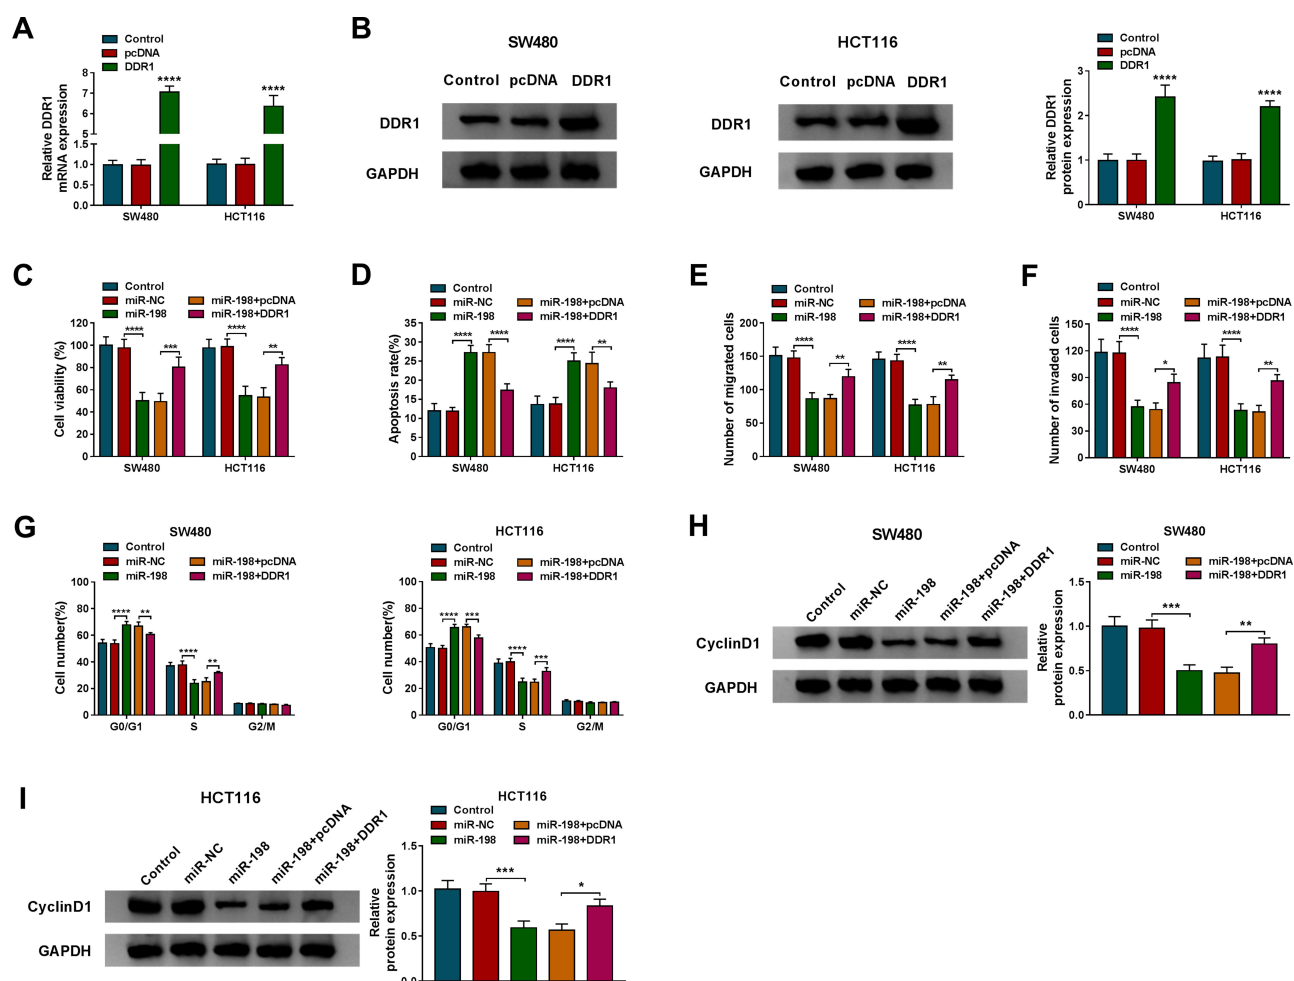 A
Control
pcDNA
DDR1
Relative DDR1
mRNA expression
8
7
6
5
1.5
1.0
0.5
0.0
****
****
SW480
HCT116
B
SW480
Control pcDNA DDR1
DDR1
GAPDH
HCT116
Control pcDNA DDR1
DDR1
GAPDH
Control
pcDNA
DDR1
Relative DDR1
protein expression
3
2
1
0
****
****
SW480
HCT116
C
Control
miR-NC
miR-198+pcDNA
miR-198
miR-198+DDR1
Cell viability (%)
120
100
80
60
40
20
0
****
***
****
**
SW480
HCT116
D
Control
miR-NC
miR-198+pcDNA
miR-198
miR-198+DDR1
Apoptosis rate(%)
35
30
25
20
15
10
5
0
****
****
****
**
SW480
HCT116
E
Control
miR-NC
miR-198+pcDNA
miR-198
miR-198+DDR1
Number of migrated cells
200
150
100
50
0
****
**
****
**
SW480
HCT116
F
Control
miR-NC
miR-198+pcDNA
miR-198
miR-198+DDR1
Number of invaded cells
150
120
90
60
30
0
****
*
****
**
SW480
HCT116
G
SW480
Control
miR-NC
miR-198+pcDNA
miR-198
miR-198+DDR1
Cell number(%)
100
80
60
40
20
0
****
**
****
**
G0/G1
S
G2/M
HCT116
Control
miR-NC
miR-198+pcDNA
miR-198
miR-198+DDR1
Cell number(%)
100
80
60
40
20
0
****
***
****
***
G0/G1
S
G2/M
H
SW480
Control
miR-NC
miR-198
miR-198+pcDNA
miR-198+DDR1
CyclinD1
GAPDH
SW480
Control
miR-NC
miR-198+pcDNA
miR-198
miR-198+DDR1
Relative
protein expression
1.5
1.0
0.5
0.0
***
**
I
HCT116
Control
miR-NC
miR-198
miR-198+pcDNA
miR-198+DDR1
CyclinD1
GAPDH
HCT116
Control
miR-NC
miR-198+pcDNA
miR-198
miR-198+DDR1
Relative
protein expression
1.5
1.0
0.5
0.0
***
*